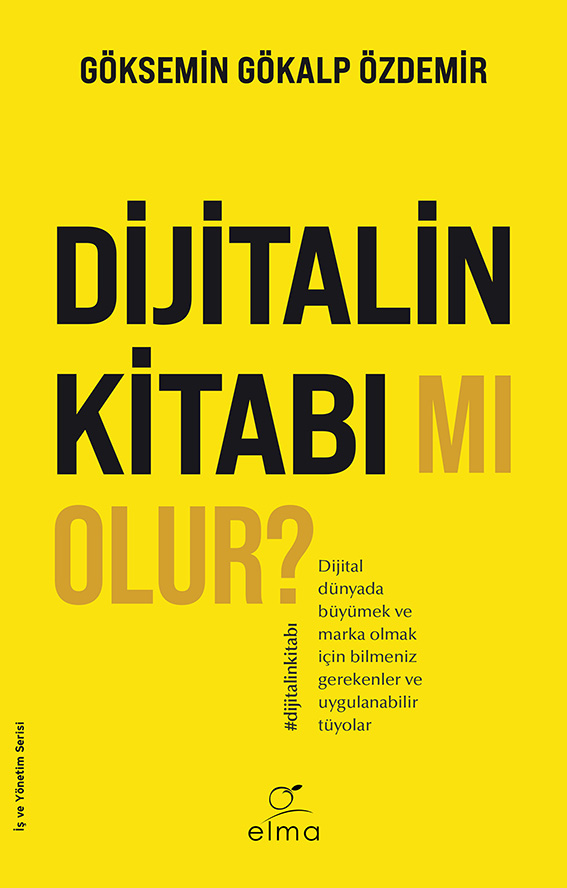 GÖKSEMİN GÖKALP ÖZDEMİR
DİJİTALİN
KİTABI MI
OLUR?
Dijital
dünyada
büyümek ve
marka olmak
için bilmeniz
gerekenler ve
uygulanabilir
tüyolar
#dijitalinkitabı
İş ve Yönetim Serisi
elma